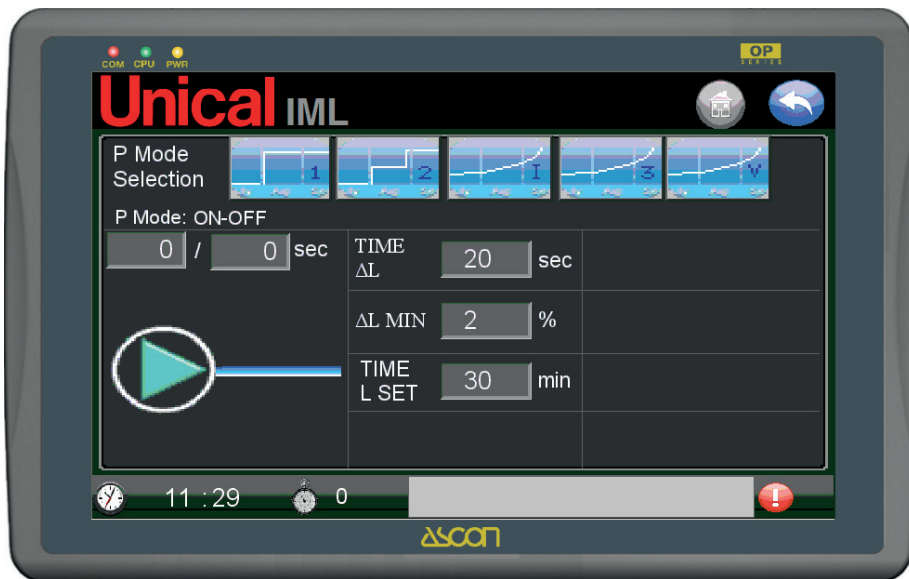 COM CPU PWR
OP
SERIES
Unical IML
P Mode
Selection
1
2
I
3
V
P Mode: ON-OFF
0 / 0 sec
TIME
ΔL
20 sec
ΔL MIN 2 %
TIME
L SET
30 min
11 : 29
0
ascon